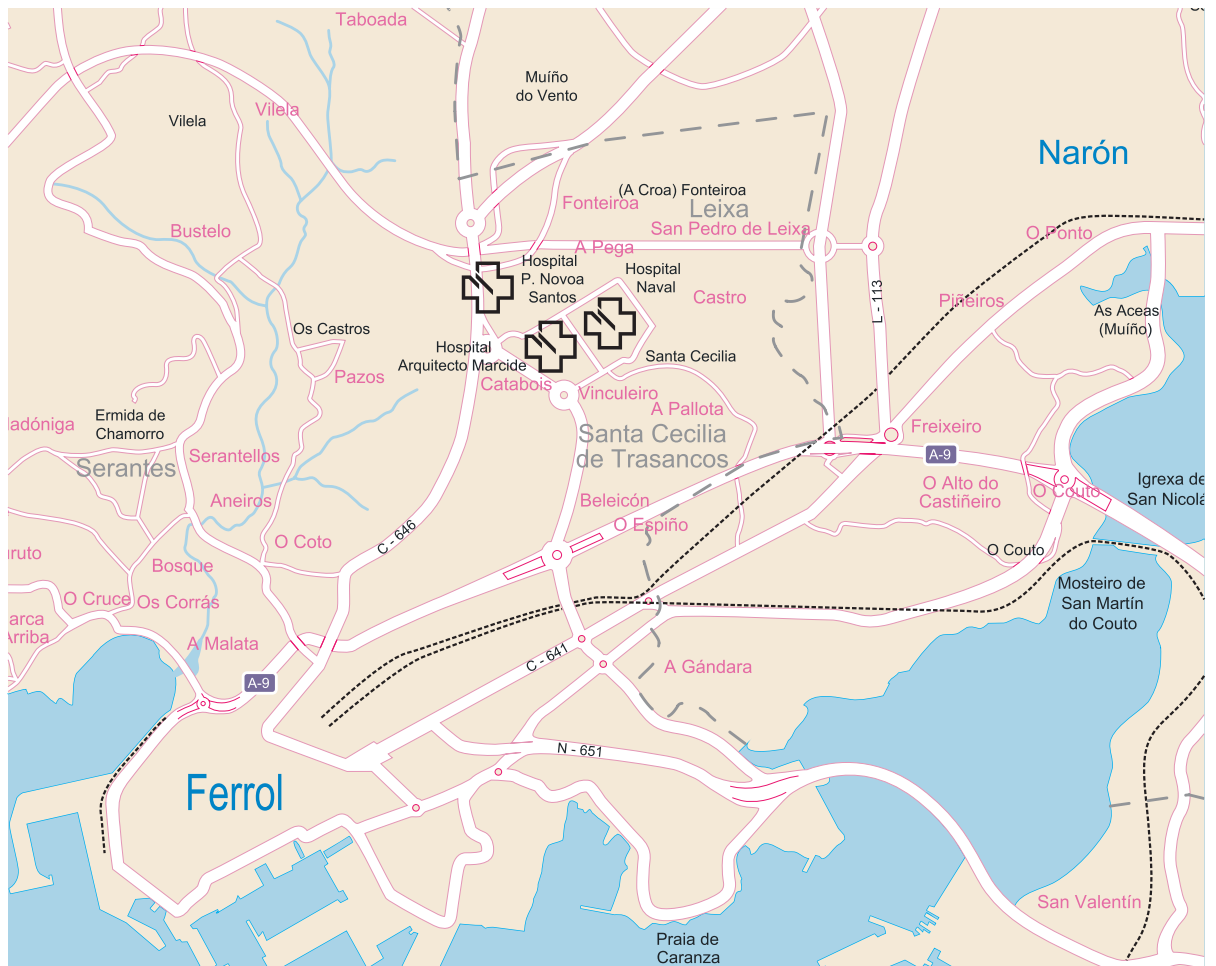 Taboada
Muíño
do Vento
Vilela
Vilela
Narón
(A Croa) Fonteiroa
Fonteiroa
Leixa
San Pedro de Leixa
Bustelo
O Ponto
A Pega
Hospital
P. Novoa
Santos
Hospital
Naval
Castro
L - 113
Piñeiros
As Aceas
(Muíño)
Os Castros
Hospital
Arquitecto Marcide
Santa Cecilia
Pazos
Catabois
Vinculeiro
A Pallota
Ermida de
Chamorro
Freixeiro
Santa Cecilia
de Trasancos
Serantellos
A-9
Serantes
Aneiros
Beleicón
O Alto do
Castiñeiro
O Couto
O Espiño
C - 646
O Coto
O Couto
Bosque
Mosteiro de
San Martín
do Couto
O Cruce
Os Corrás
A Malata
C - 641
A Gándara
A-9
N - 651
Ferrol
San Valentín
Praia de
Caranza